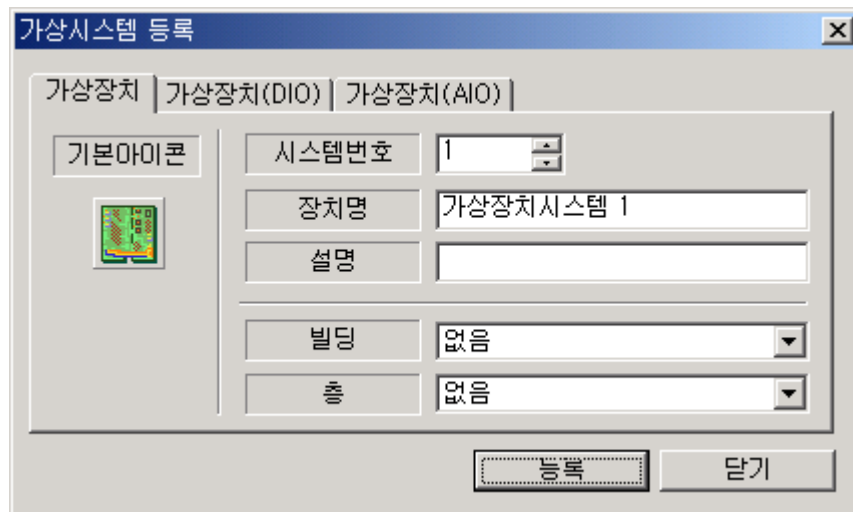 가상시스템 등록
가상장치 가상장치(DIO) 가상장치(AIO)
기본아이콘
시스템번호 1
장치명 가상장치시스템 1
설명
빌딩 없음
층 없음
등록 닫기